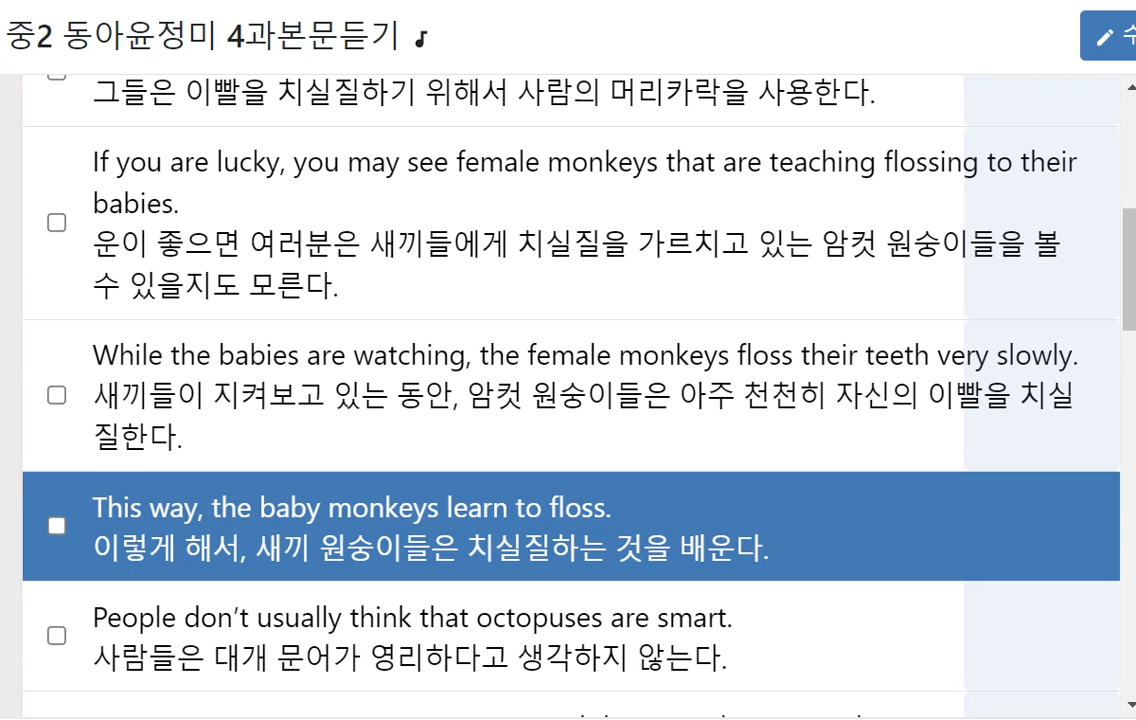 중2 동아윤정미 4과본문듣기 ♪
그들은 이빨을 치실질하기 위해서 사람의 머리카락을 사용한다.
If you are lucky, you may see female monkeys that are teaching flossing to their
babies.
운이 좋으면 여러분은 새끼들에게 치실질을 가르치고 있는 암컷 원숭이들을 볼
수 있을지도 모른다.
While the babies are watching, the female monkeys floss their teeth very slowly.
새끼들이 지켜보고 있는 동안, 암컷 원숭이들은 아주 천천히 자신의 이빨을 치실
질한다.
This way, the baby monkeys learn to floss.
이렇게 해서, 새끼 원숭이들은 치실질하는 것을 배운다.
People don’t usually think that octopuses are smart.
사람들은 대개 문어가 영리하다고 생각하지 않는다.